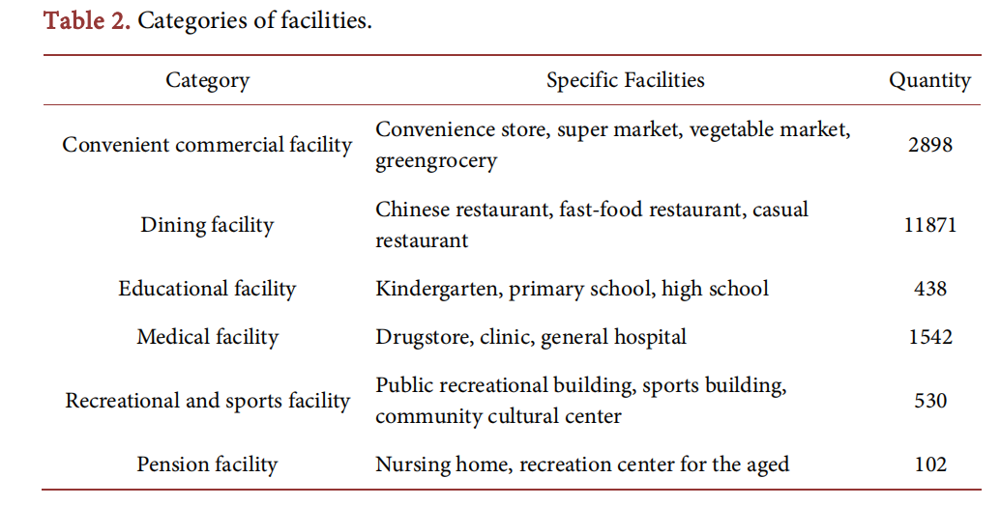 Table 2. Categories of facilities.
Category Specific Facilities Quantity
Convenient commercial facility Convenience store, super market, vegetable market, greengrocery 2898
Dining facility Chinese restaurant, fast-food restaurant, casual restaurant 11871
Educational facility Kindergarten, primary school, high school 438
Medical facility Drugstore, clinic, general hospital 1542
Recreational and sports facility Public recreational building, sports building, community cultural center 530
Pension facility Nursing home, recreation center for the aged 102